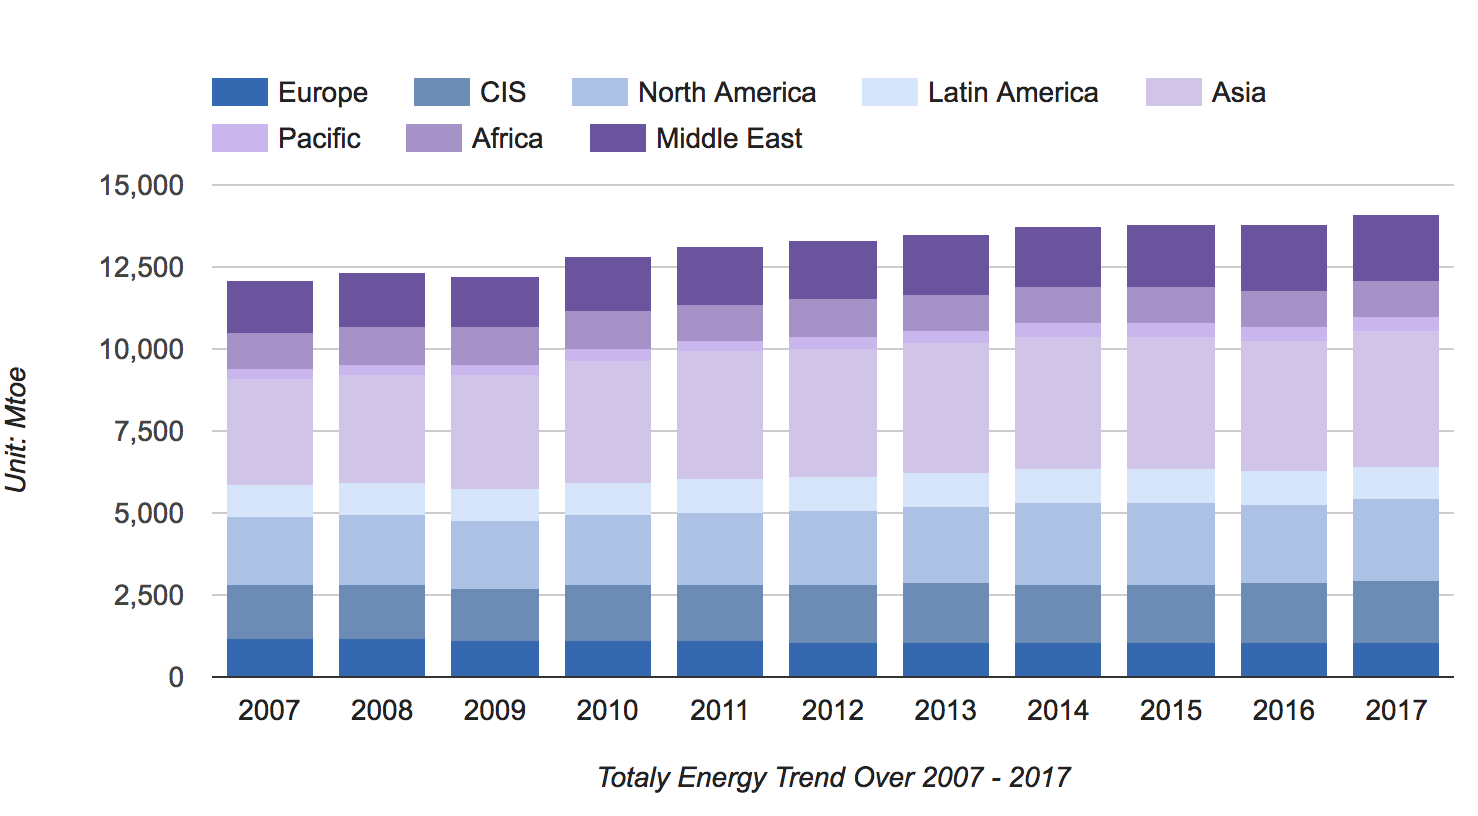 Europe CIS North America Latin America Asia
Pacific Africa Middle East
15,000
12,500
10,000
7,500
5,000
2,500
0
Unit: Mtoe
2007 2008 2009 2010 2011 2012 2013 2014 2015 2016 2017
Totaly Energy Trend Over 2007 - 2017